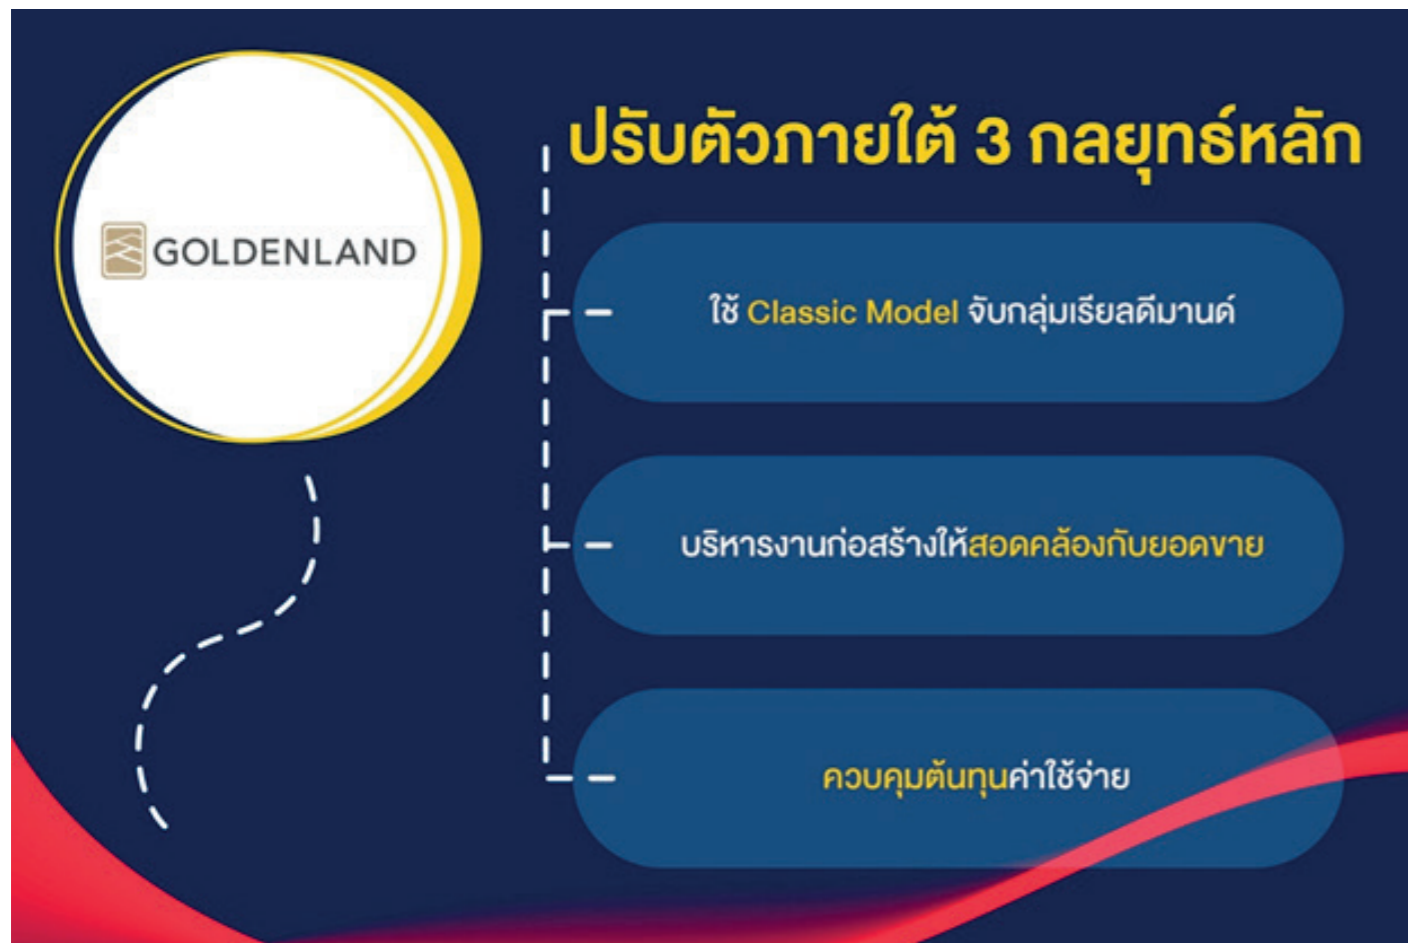 GOLDENLAND
ปรับตัวภายใต้ 3 กลยุทธ์หลัก
ใช้ Classic Model จับกลุ่มเรียลดีมานด์
บริหารงานก่อสร้างให้สอดคล้องกับยอดขาย
ควบคุมต้นทุนค่าใช้จ่าย